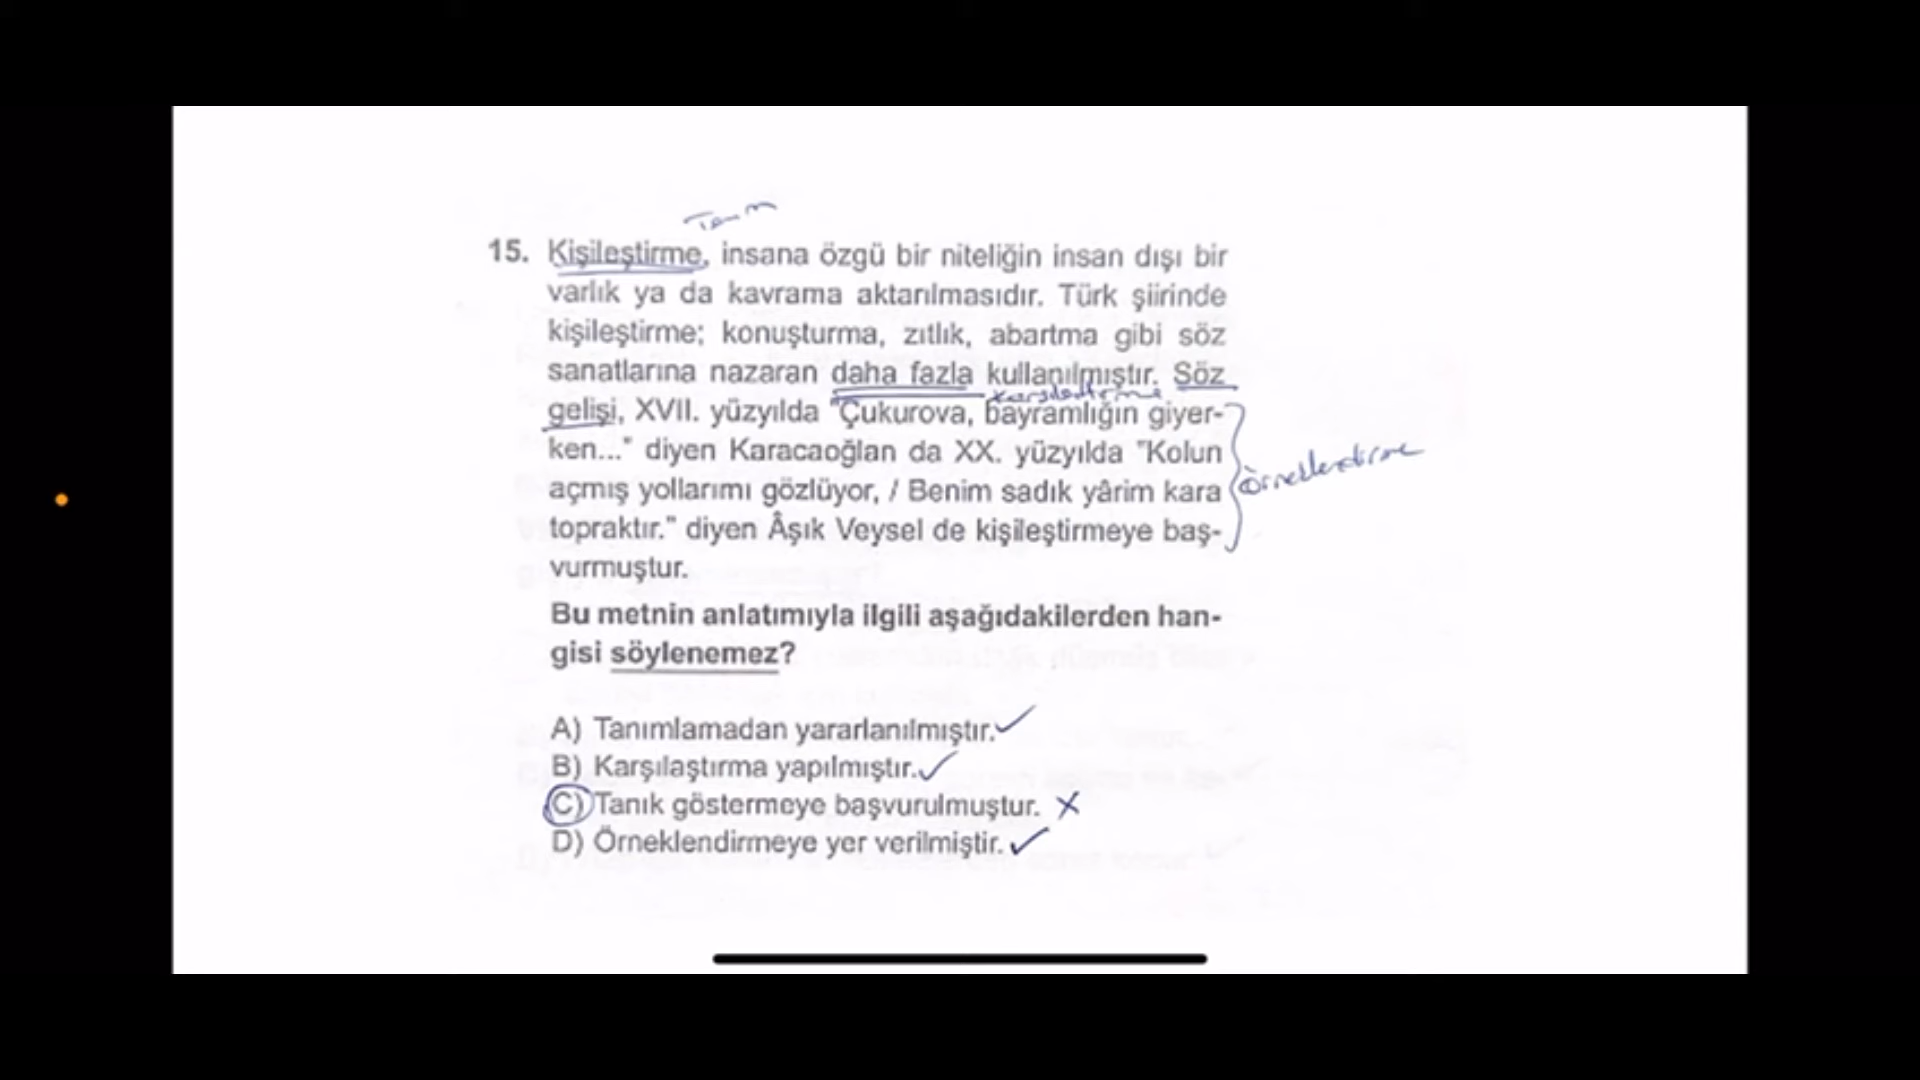 Tanım
15. Kişileştirme, insana özgü bir niteliğin insan dışı bir
varlık ya da kavrama aktarılmasıdır. Türk şiirinde
kişileştirme; konuşturma, zıtlık, abartma gibi söz
sanatlarına nazaran daha fazla kullanılmıştır. Söz
karşılaştırma
gelişi, XVII. yüzyılda "Çukurova, bayramlığın giyer-
ken..." diyen Karacaoğlan da XX. yüzyılda "Kolun
açmış yollarımı gözlüyor, / Benim sadık yârim kara
örneklendirme
topraktır." diyen Âşık Veysel de kişileştirmeye baş-
vurmuştur.
Bu metnin anlatımıyla ilgili aşağıdakilerden han-
gisi söylenemez?
A) Tanımlamadan yararlanılmıştır.
B) Karşılaştırma yapılmıştır.
C) Tanık göstermeye başvurulmuştur.
D) Örneklendirmeye yer verilmiştir.